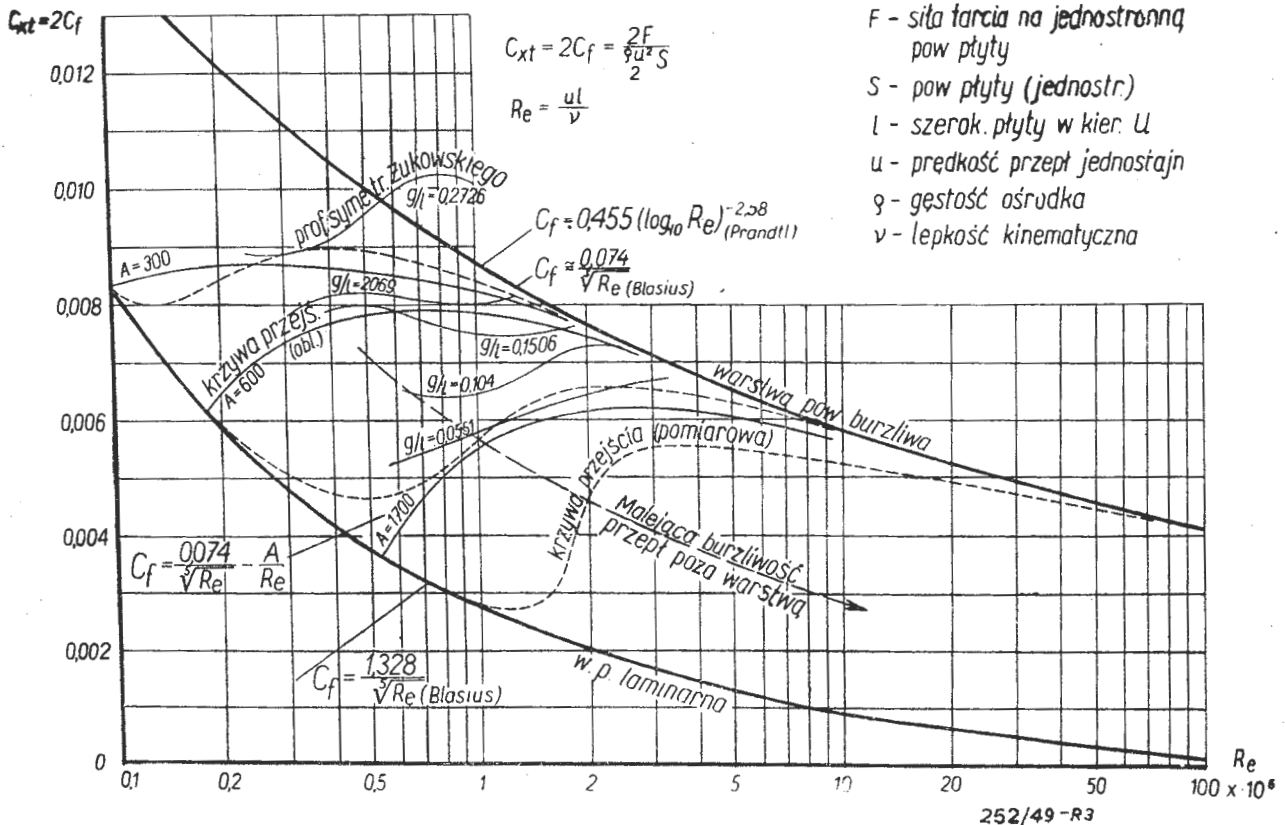 Cxt=2Cf
0,012
0,010
0,008
0,006
0,004
0,002
0
Cxt = 2Cf = 2F / ρu²/2 S
Re = ul / ν
F - siła tarcia na jednostronną
pow płyty
S - pow płyty (jednostr.)
l - szerok. płyty w kier. U
u - prędkość przepł jednostajn
ρ - gęstość ośrodka
ν - lepkość kinematyczna
prof. syme tr. Żukowskiego
g/l=0,2726
Cf = 0,455 (log10 Re)^-2,58 (Prandtl)
Cf ≅ 0,074 / ⁵√Re (Blasius)
A=300
g/l=2069
krzywa przejś.
(obl.)
A=600
g/l=0,1506
g/l=0,104
g/l=0,0561
warstwa pow burzliwa
krzywa przejścia (pomiarowa)
A=1700
Malejąca burzliwość
przepł poza warstwą
Cf = 0,074 / ⁵√Re - A / Re
Cf = 1,328 / ⁵√Re (Blasius)
w. p. laminarna
Re
0,1 0,2 0,5 1 2 5 10 20 50 100 x 10⁶
252/49-R3